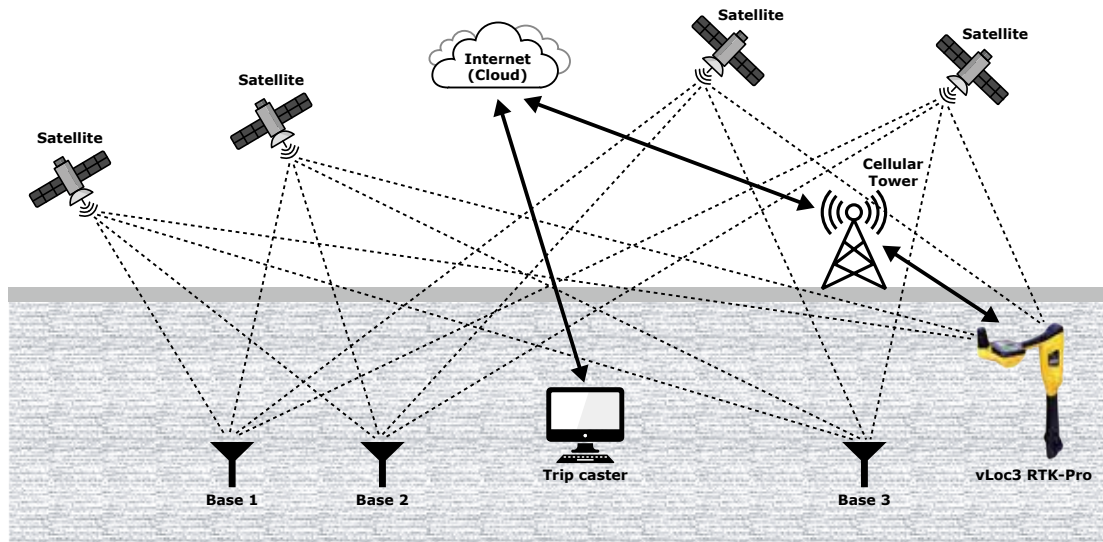 Satellite
Internet
(Cloud)
Satellite
Satellite
Satellite
Cellular
Tower
Trip caster
vLoc3 RTK-Pro
Base 1
Base 2
Base 3